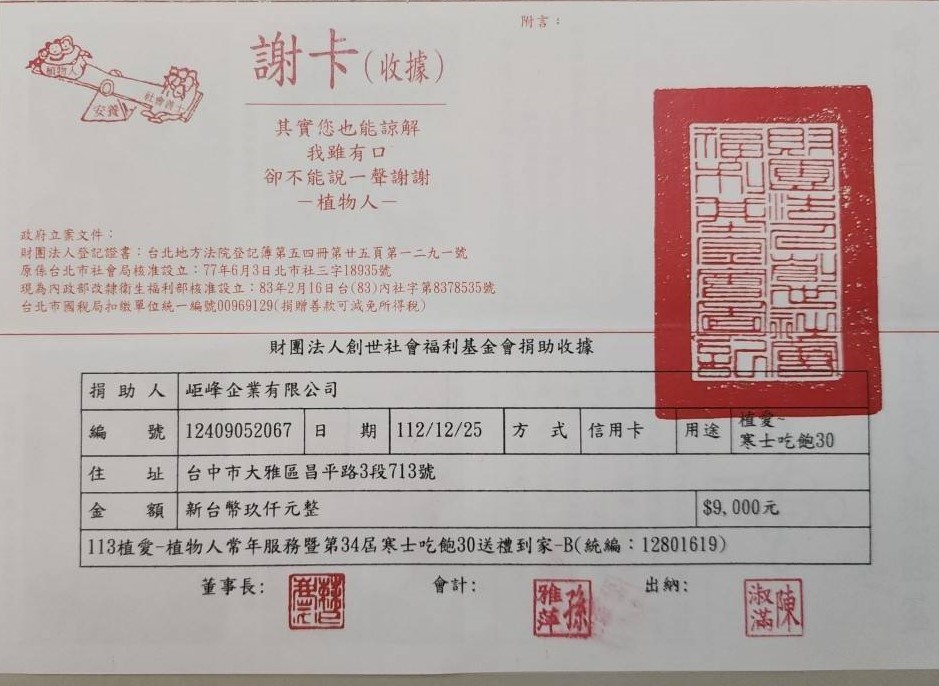 附言：
植物人
安養
社會善士
謝卡(收據)
其實您也能諒解
我雖有口
卻不能說一聲謝謝
－植物人－
政府立案文件：
財團法人登記證書：台北地方法院登記簿第五四冊第廿五頁第一二九一號
原係台北市社會局核准設立：77年6月3日北市社三字18935號
現為內政部改隸衛生福利部核准設立：83年2月16日台(83)內社字第8378535號
台北市國稅局扣繳單位統一編號00969129(捐贈善款可減免所得稅)
財團法人創世社會福利基金會捐助收據
捐助人 岠峰企業有限公司
編號 12409052067 日期 112/12/25 方式 信用卡 用途 植愛~
寒士吃飽30
住址 台中市大雅區昌平路3段713號
金額 新台幣玖仟元整 $9,000元
113植愛-植物人常年服務暨第34屆寒士吃飽30送禮到家-B(統編：12801619)
董事長： 會計： 孫雅萍 出納： 陳淑滿